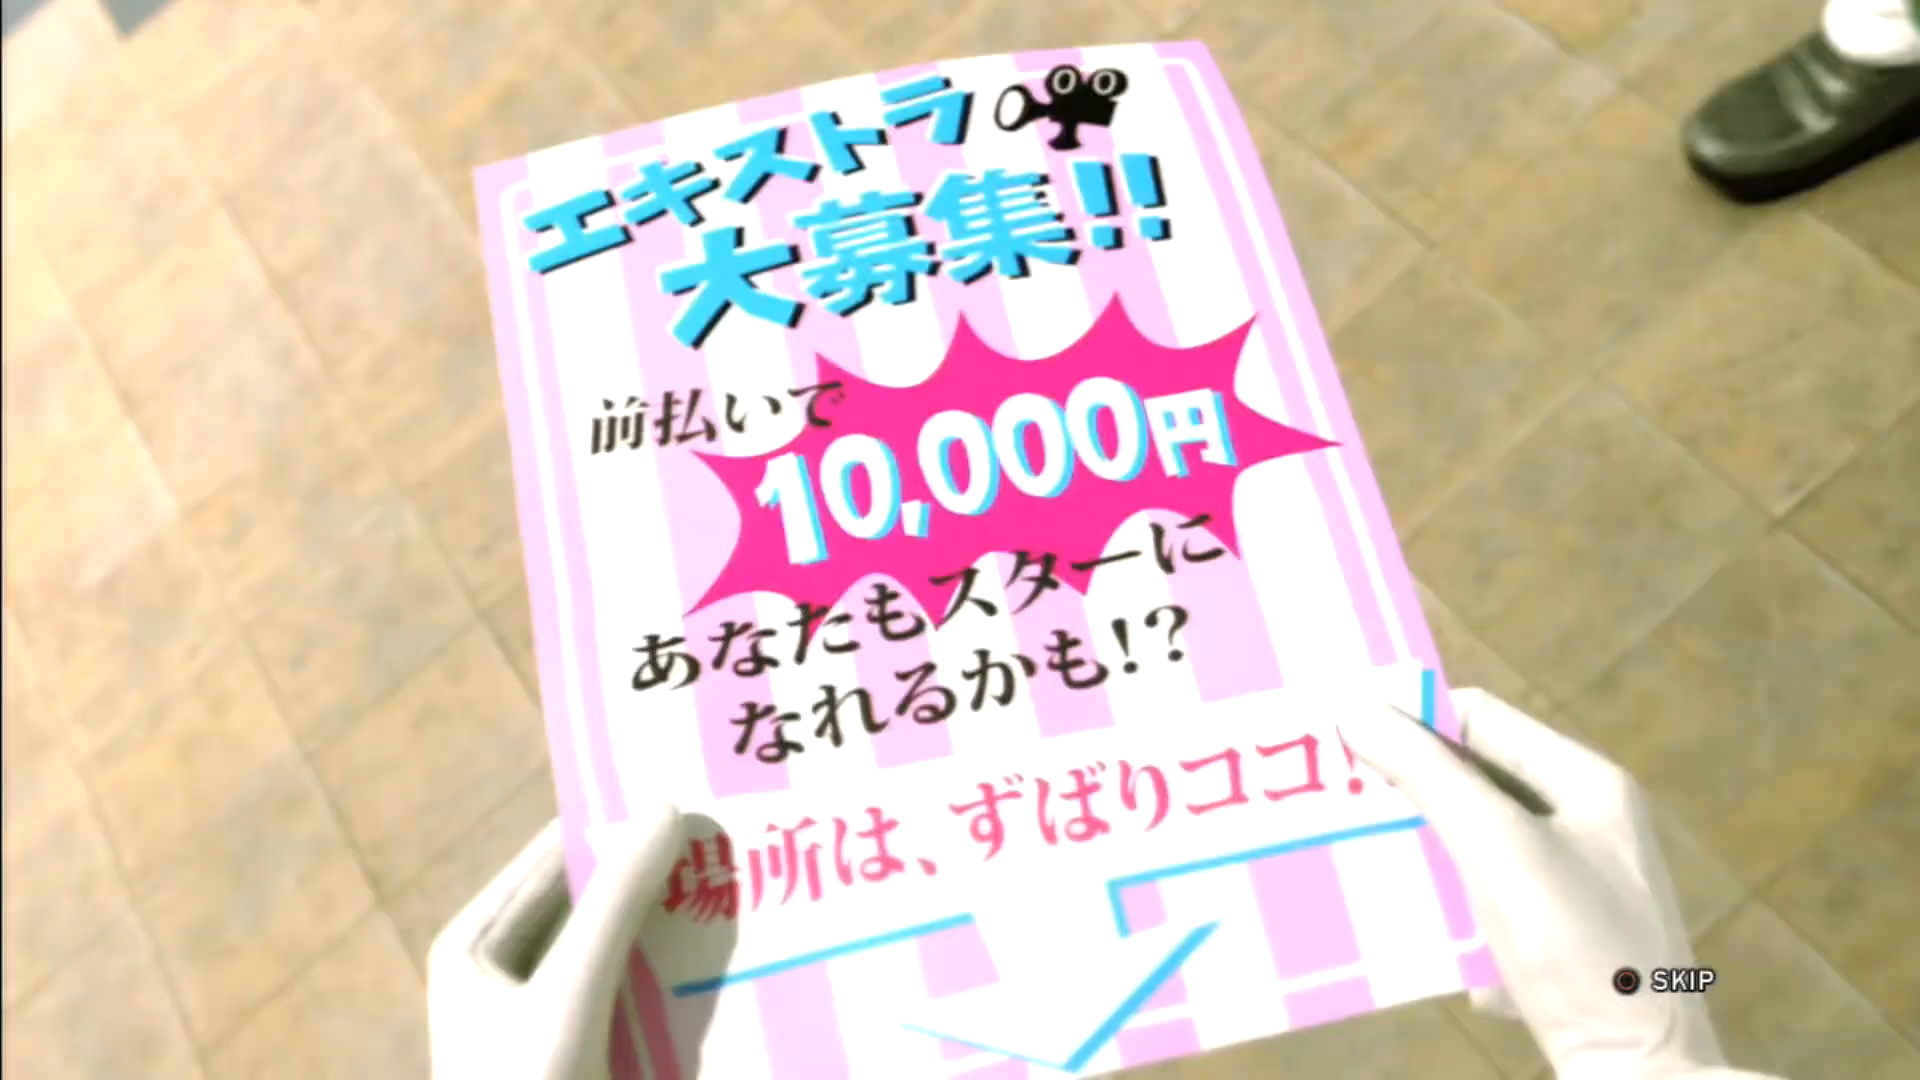 エキストラ
大募集!!
前払いで
10,000円
あなたもスターに
なれるかも!?
場所は、ずばりココ!
SKIP